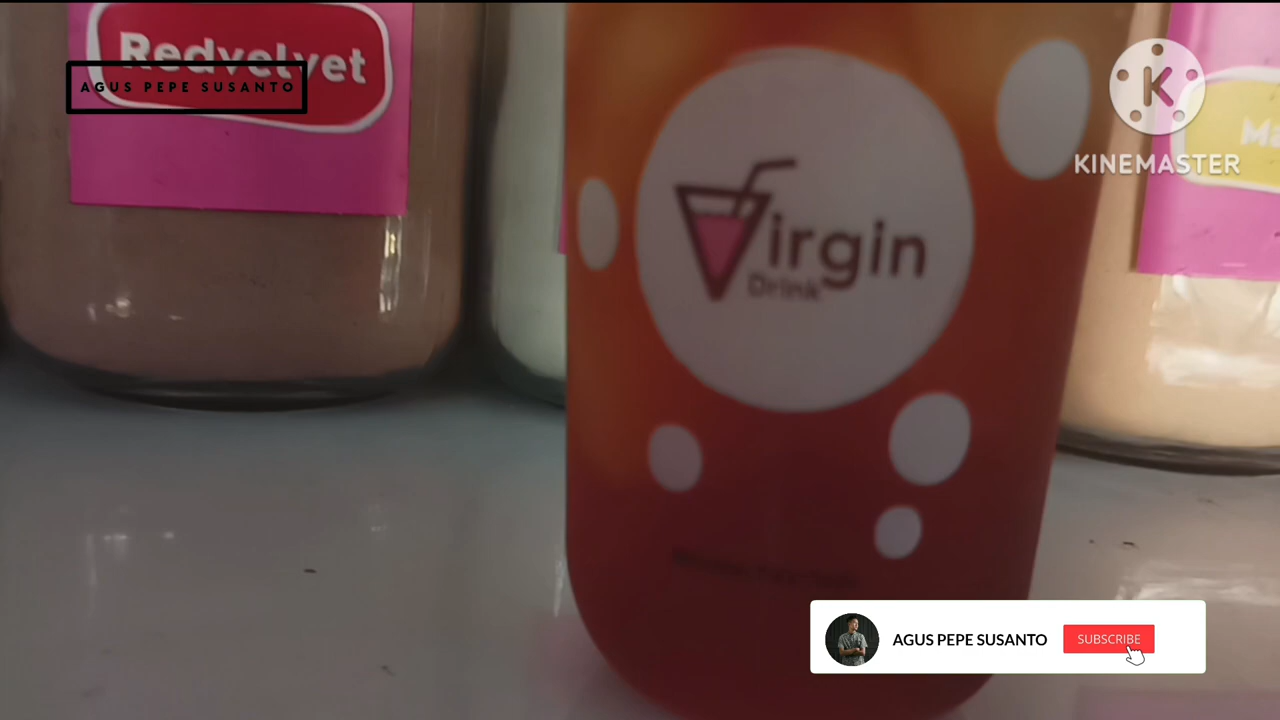 Redvelvet
AGUS PEPE SUSANTO
KINEMASTER
Virgin
Drink
AGUS PEPE SUSANTO
SUBSCRIBE